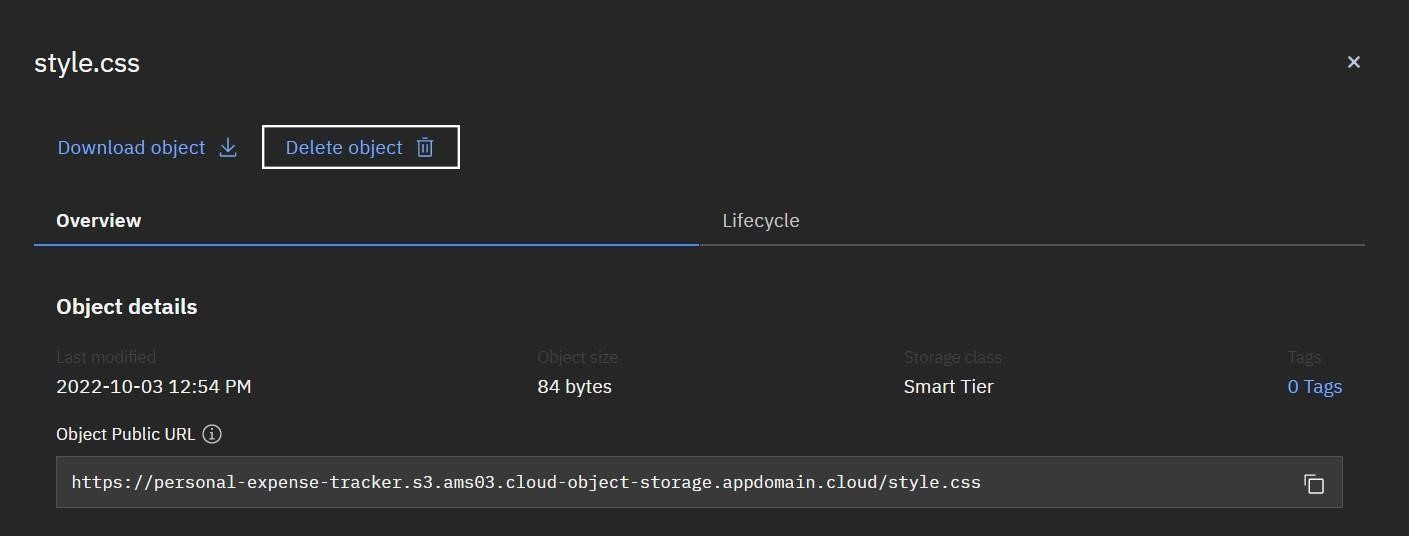 style.css
Download object
Delete object
Overview
Lifecycle
Object details
Last modified
Object size
Storage class
Tags
2022-10-03 12:54 PM
84 bytes
Smart Tier
0 Tags
Object Public URL
https://personal-expense-tracker.s3.ams03.cloud-object-storage.appdomain.cloud/style.css